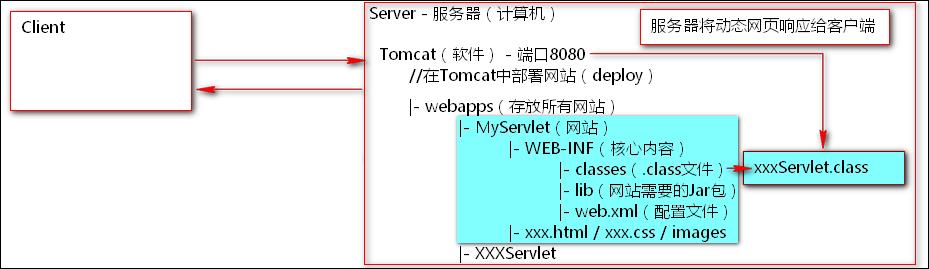 Client
Server - 服务器（计算机）
服务器将动态网页响应给客户端
Tomcat（软件） - 端口8080
//在Tomcat中部署网站（deploy）
|- webapps（存放所有网站）
|- MyServlet（网站）
|- WEB-INF（核心内容）
|- classes（ .class文件）
xxxServlet.class
|- lib（网站需要的Jar包）
|- web.xml（配置文件）
|- xxx.html / xxx.css / images
|- XXXServlet